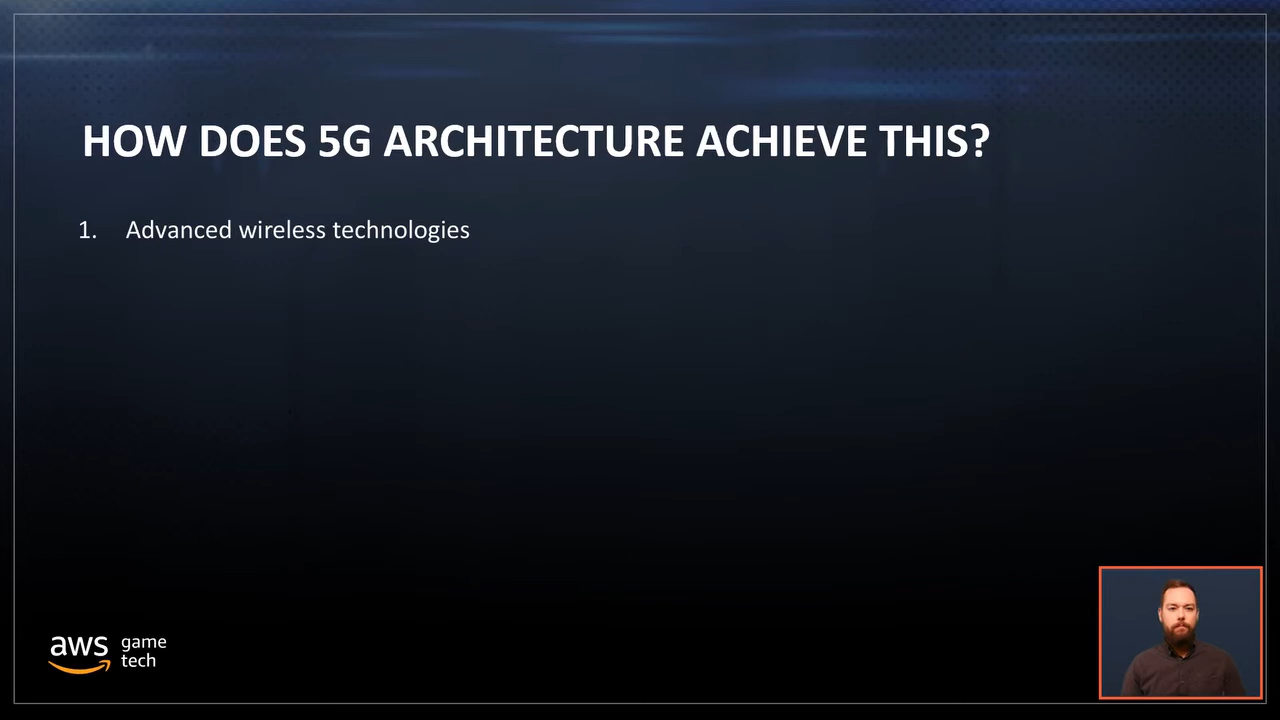 HOW DOES 5G ARCHITECTURE ACHIEVE THIS?
1. Advanced wireless technologies
aws game
tech